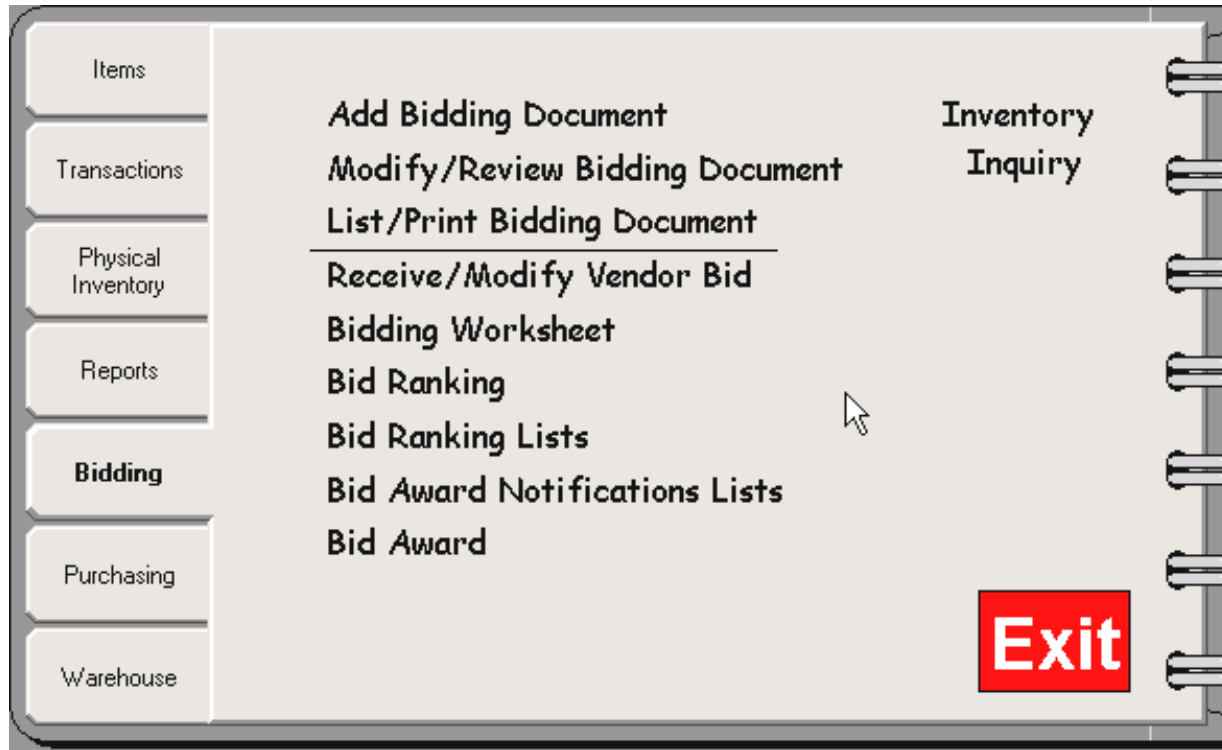 Items
Transactions
Physical
Inventory
Reports
Bidding
Purchasing
Warehouse
Add Bidding Document
Modify/Review Bidding Document
List/Print Bidding Document
Receive/Modify Vendor Bid
Bidding Worksheet
Bid Ranking
Bid Ranking Lists
Bid Award Notifications Lists
Bid Award
Inventory
Inquiry
Exit